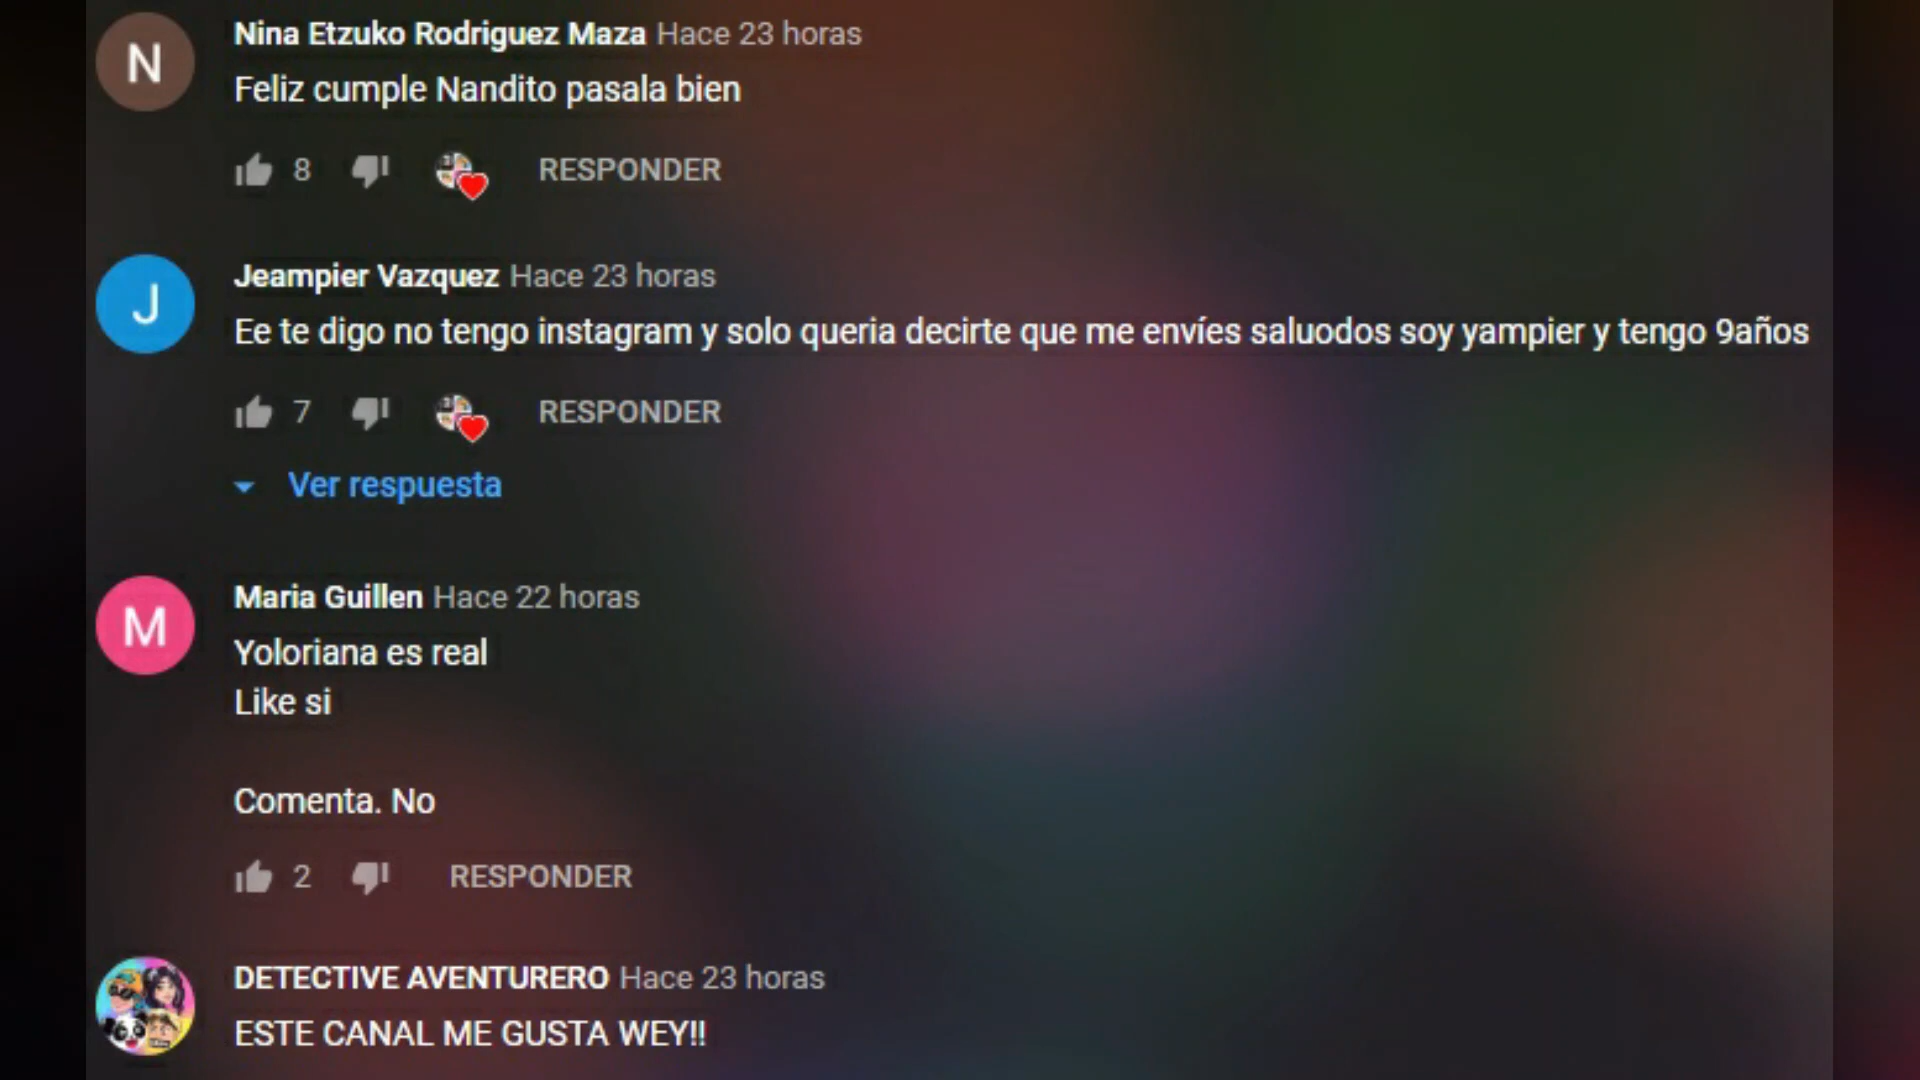 N
Nina Etzuko Rodriguez Maza Hace 23 horas
Feliz cumple Nandito pasala bien
8 RESPONDER
J
Jeampier Vazquez Hace 23 horas
Ee te digo no tengo instagram y solo queria decirte que me envíes saluodos soy yampier y tengo 9años
7 RESPONDER
Ver respuesta
M
Maria Guillen Hace 22 horas
Yoloriana es real
Like si
Comenta. No
2 RESPONDER
DETECTIVE AVENTURERO Hace 23 horas
ESTE CANAL ME GUSTA WEY!!